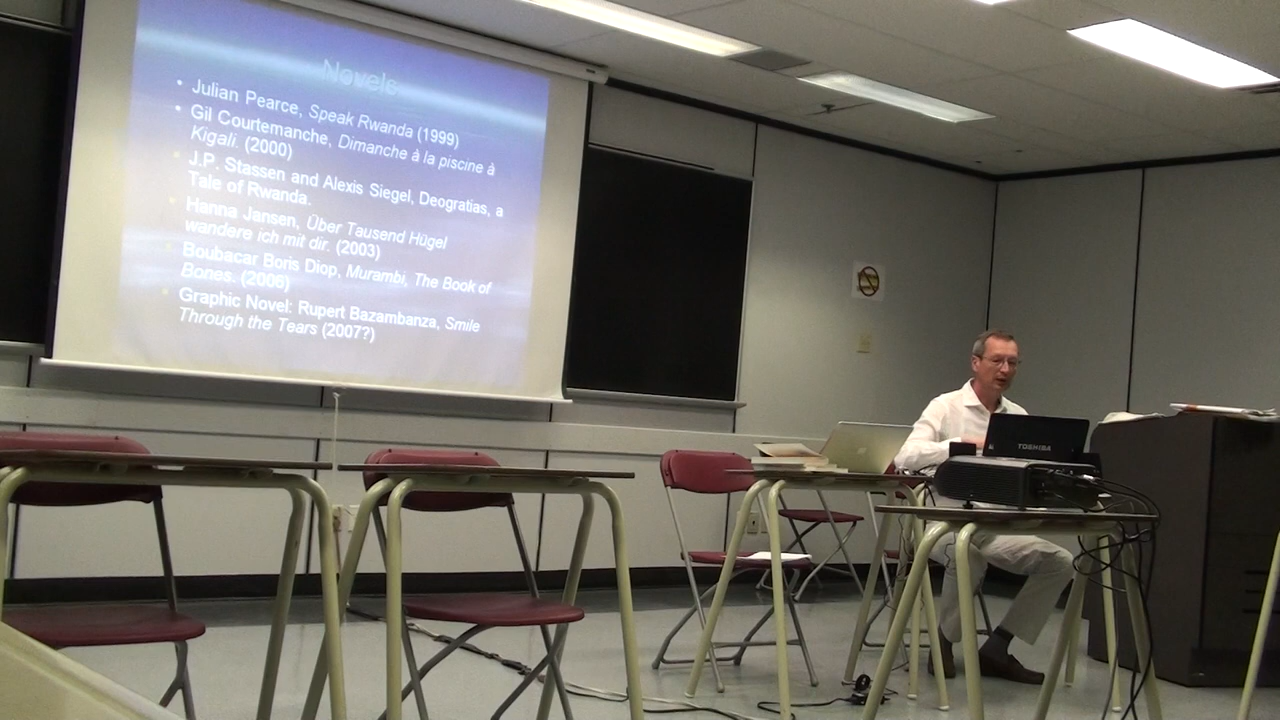 Novels
• Julian Pearce, Speak Rwanda (1999)
• Gil Courtemanche, Dimanche à la piscine à
Kigali. (2000)
• J.P. Stassen and Alexis Siegel, Deogratias, a
Tale of Rwanda.
• Hanna Jansen, Über Tausend Hügel
wandere ich mit dir. (2003)
• Boubacar Boris Diop, Murambi, The Book of
Bones. (2006)
• Graphic Novel: Rupert Bazambanza, Smile
Through the Tears (2007?)
TOSHIBA